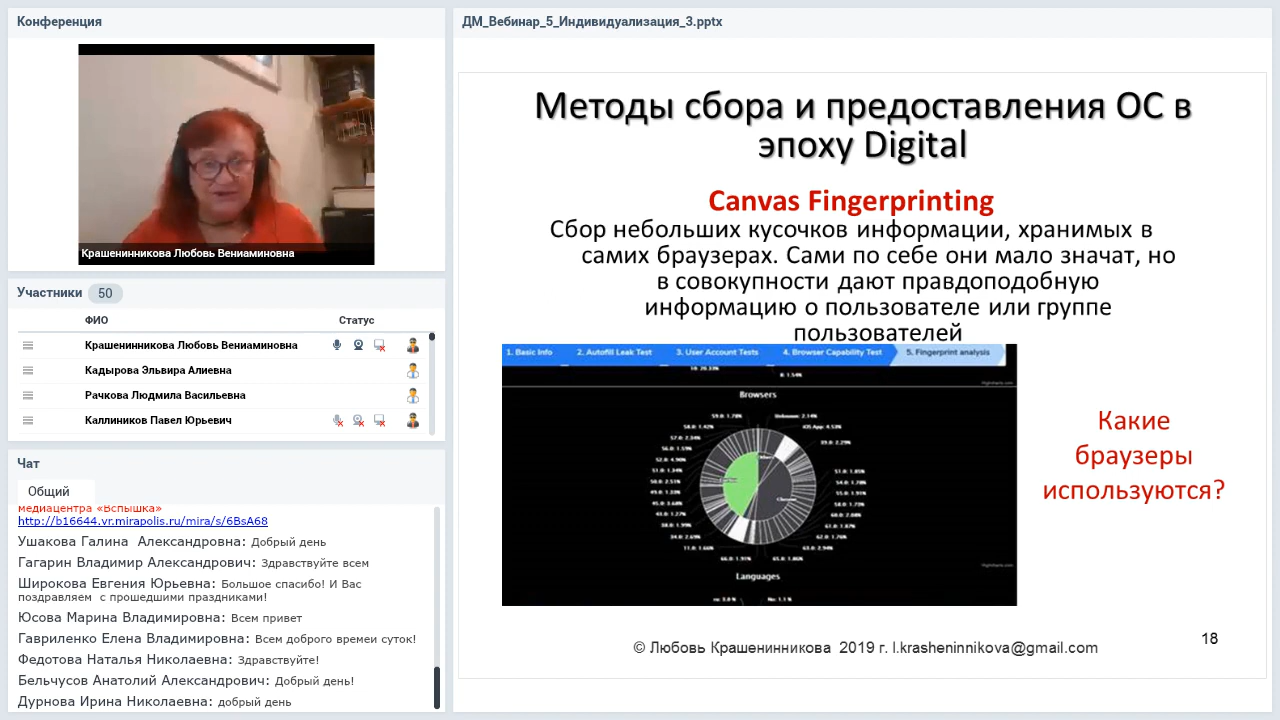 Конференция
Крашенинникова Любовь Вениаминовна
Участники 50
ФИО Статус
Крашенинникова Любовь Вениаминовна
Кадырова Эльвира Алиевна
Рачкова Людмила Васильевна
Каллиников Павел Юрьевич
Чат
Общий
медиацентра «Вспышка»
http://b16644.vr.mirapolis.ru/mira/s/6BsA68
Ушакова Галина Александровна: Добрый день
Гатарин Владимир Александрович: Здравствуйте всем
Широкова Евгения Юрьевна: Большое спасибо! И Вас
поздравляем с прошедшими праздниками!
Юсова Марина Владимировна: Всем привет
Гавриленко Елена Владимировна: Всем доброго времеи суток!
Федотова Наталья Николаевна: Здравствуйте!
Бельчусов Анатолий Александрович: Добрый день!
Дурнова Ирина Николаевна: добрый день
ДМ_Вебинар_5_Индивидуализация_3.pptx
Методы сбора и предоставления ОС в
эпоху Digital
Canvas Fingerprinting
Сбор небольших кусочков информации, хранимых в
самих браузерах. Сами по себе они мало значат, но
в совокупности дают правдоподобную
информацию о пользователе или группе
пользователей
1. Basic Info 2. Autofill Leak Test 3. User Account Tests 4. Browser Capability Test 5. Fingerprint analysis
Browsers
Languages
Какие
браузеры
используются?
© Любовь Крашенинникова 2019 г. l.krasheninnikova@gmail.com
18